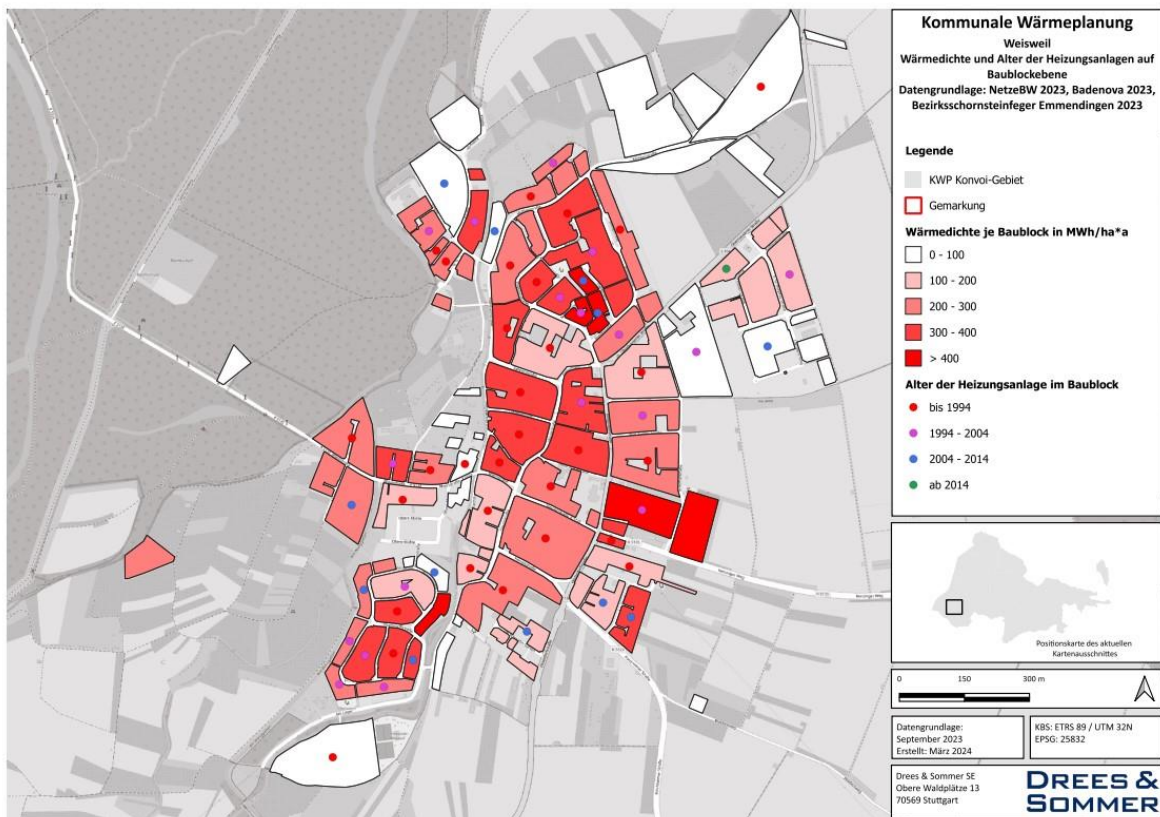 Kommunale Wärmeplanung
Weisweil
Wärmedichte und Alter der Heizungsanlagen auf
Baublockebene
Datengrundlage: NetzeBW 2023, Badenova 2023,
Bezirksschornsteinfeger Emmendingen 2023
Legende
KWP Konvoi-Gebiet
Gemarkung
Wärmedichte je Baublock in MWh/ha*a
0 - 100
100 - 200
200 - 300
300 - 400
> 400
Alter der Heizungsanlage im Baublock
bis 1994
1994 - 2004
2004 - 2014
ab 2014
Positionskarte des aktuellen
Kartenausschnittes
0 150 300 m
Datengrundlage:
September 2023
Erstellt: März 2024
KBS: ETRS 89 / UTM 32N
EPSG: 25832
Drees & Sommer SE
Obere Waldplätze 13
70569 Stuttgart
DREES &
SOMMER